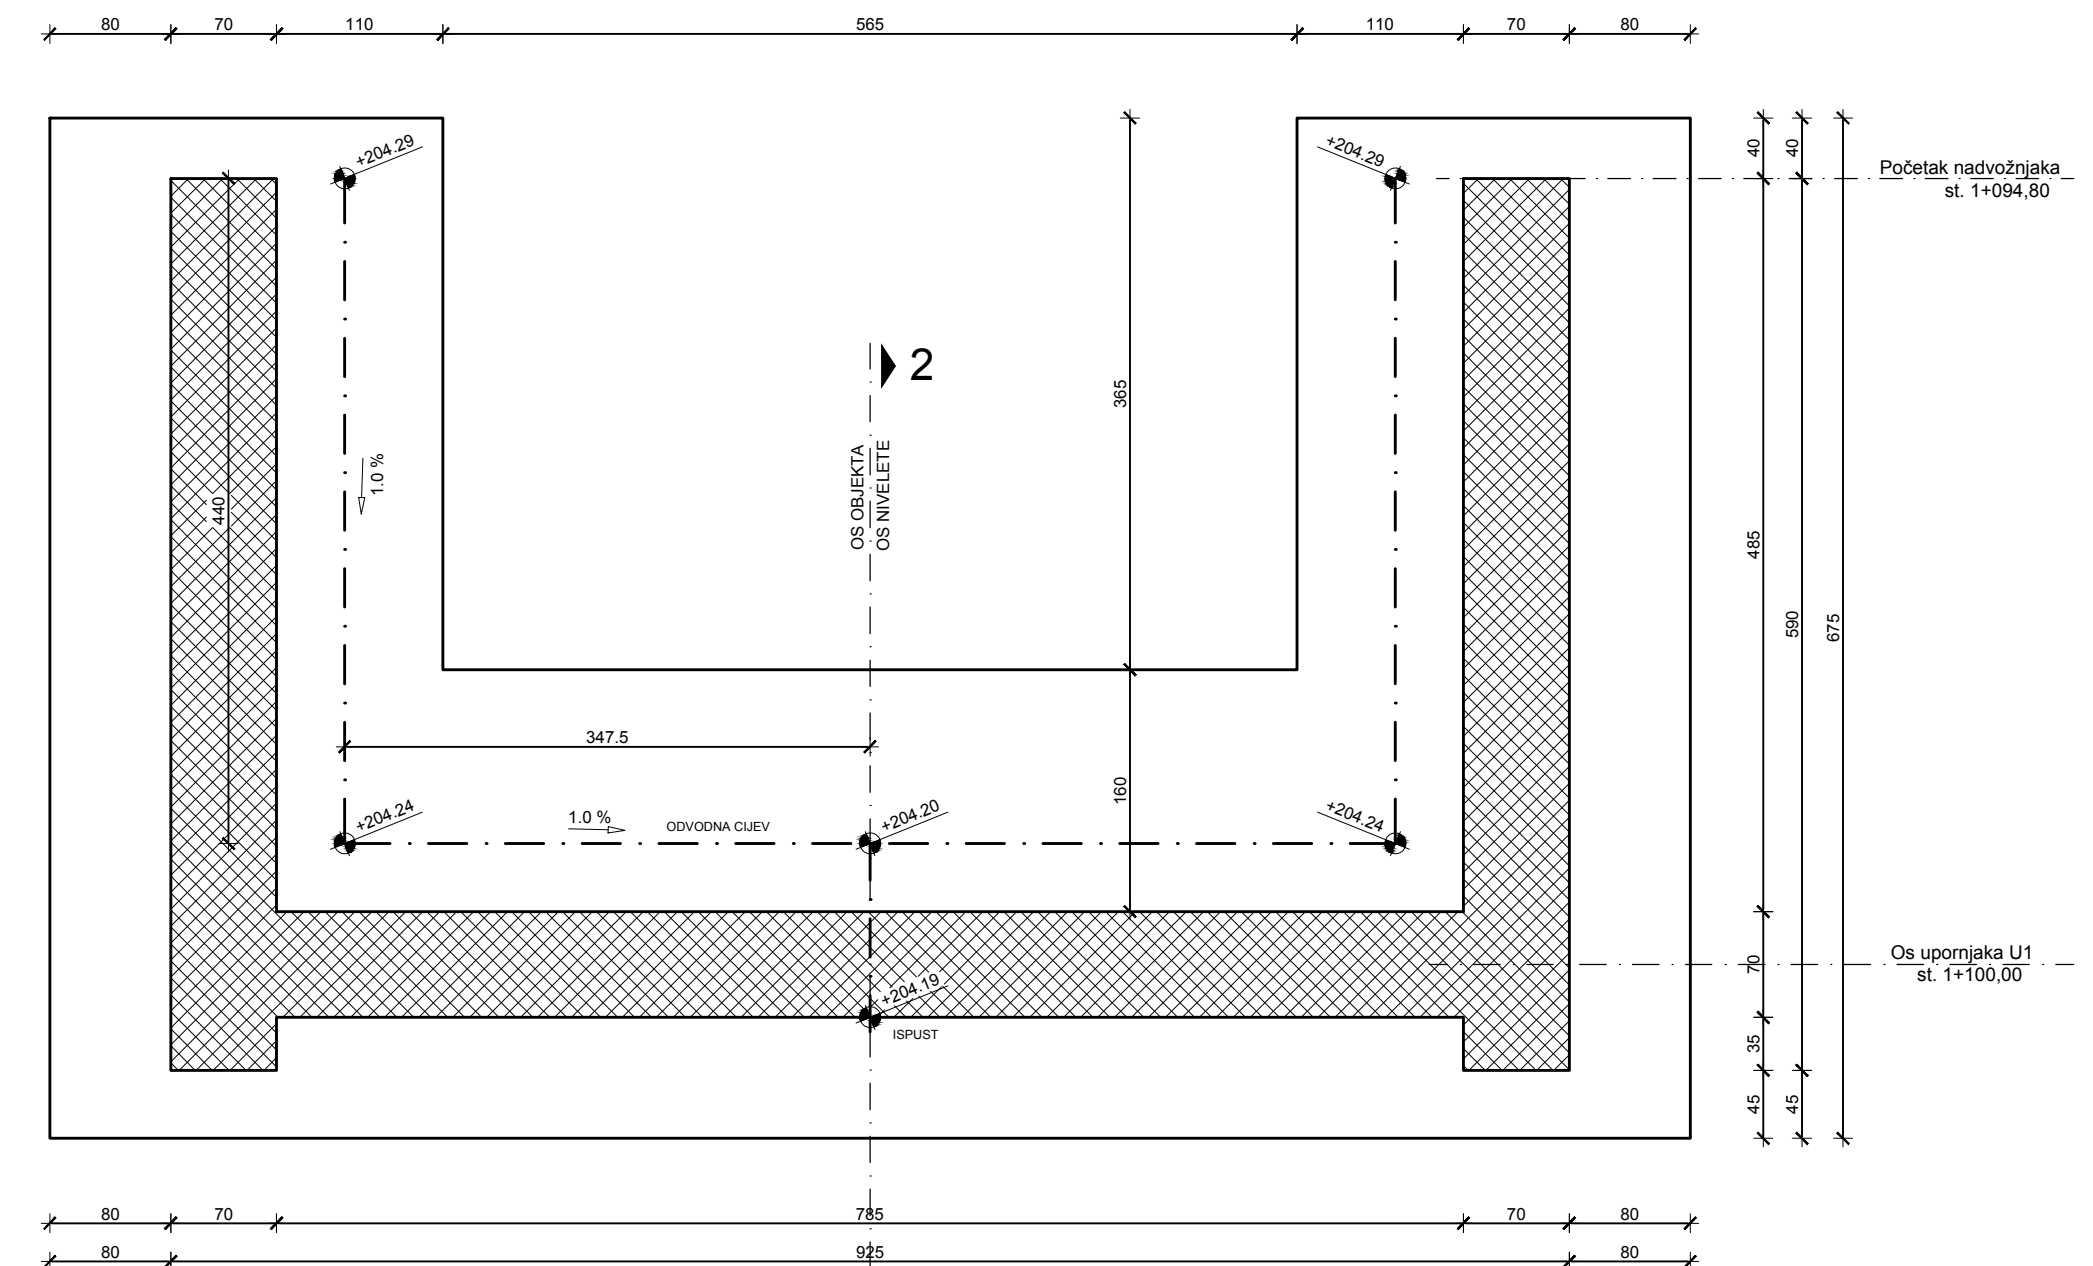 80 70 110 565 110 70 80
+204.29
+204.29
40
40
Početak nadvožnjaka
st. 1+094,80
2
365
OS OBJEKTA
OS NIVELETE
1.0 %
440
485
590
675
347.5
160
+204.24
1.0 %
ODVODNA CIJEV
+204.20
+204.24
70
Os upornjaka U1
st. 1+100,00
+204.19
ISPUST
35
45
45
80 70 785 70 80
80 925 80